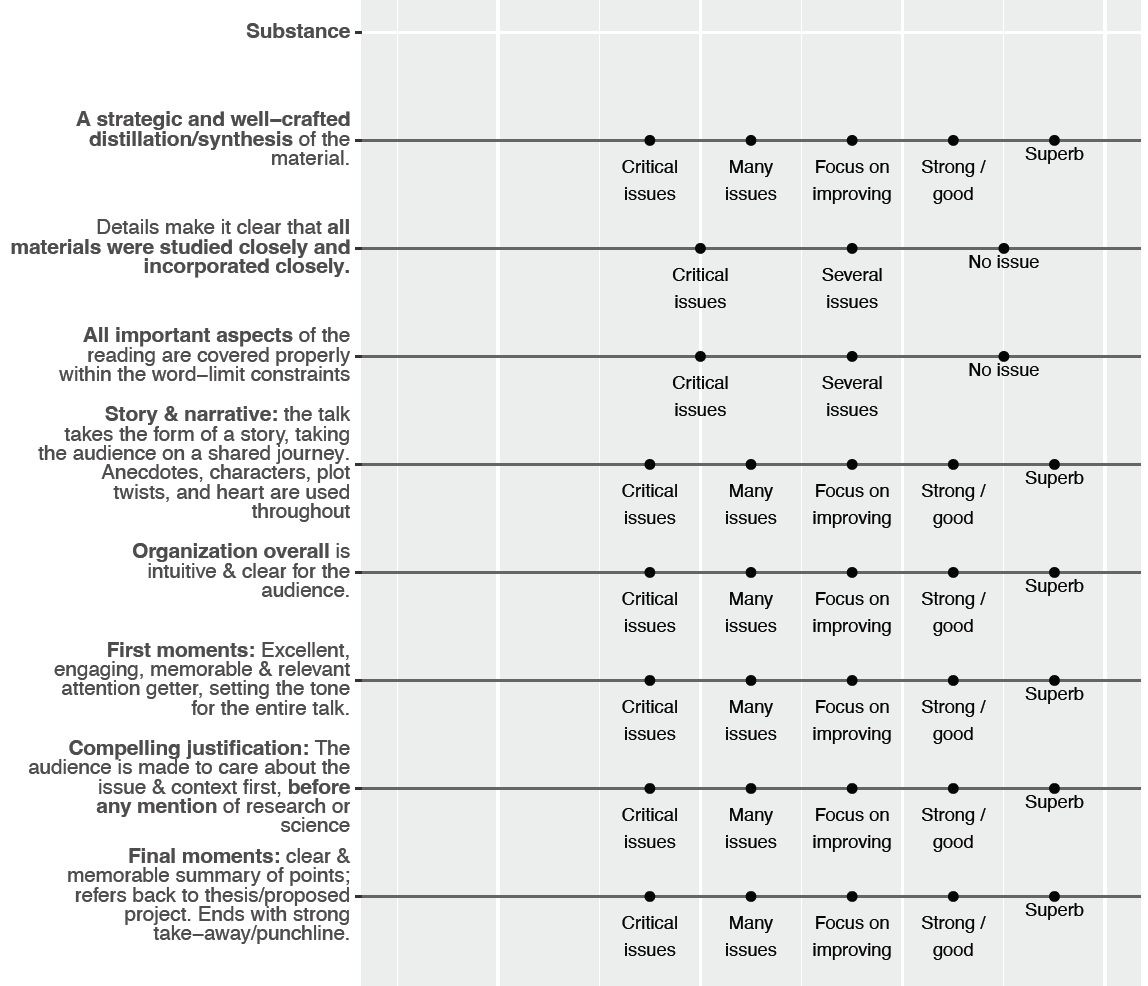 Substance
A strategic and well–crafted
distillation/synthesis of the
material.
Critical
issues
Many
issues
Focus on
improving
Strong /
good
Superb
Details make it clear that all
materials were studied closely and
incorporated closely.
Critical
issues
Several
issues
No issue
All important aspects of the
reading are covered properly
within the word–limit constraints
Critical
issues
Several
issues
No issue
Story & narrative: the talk
takes the form of a story, taking
the audience on a shared journey.
Anecdotes, characters, plot
twists, and heart are used
throughout
Critical
issues
Many
issues
Focus on
improving
Strong /
good
Superb
Organization overall is
intuitive & clear for the
audience.
Critical
issues
Many
issues
Focus on
improving
Strong /
good
Superb
First moments: Excellent,
engaging, memorable & relevant
attention getter, setting the tone
for the entire talk.
Critical
issues
Many
issues
Focus on
improving
Strong /
good
Superb
Compelling justification: The
audience is made to care about the
issue & context first, before
any mention of research or
science
Critical
issues
Many
issues
Focus on
improving
Strong /
good
Superb
Final moments: clear &
memorable summary of points;
refers back to thesis/proposed
project. Ends with strong
take–away/punchline.
Critical
issues
Many
issues
Focus on
improving
Strong /
good
Superb